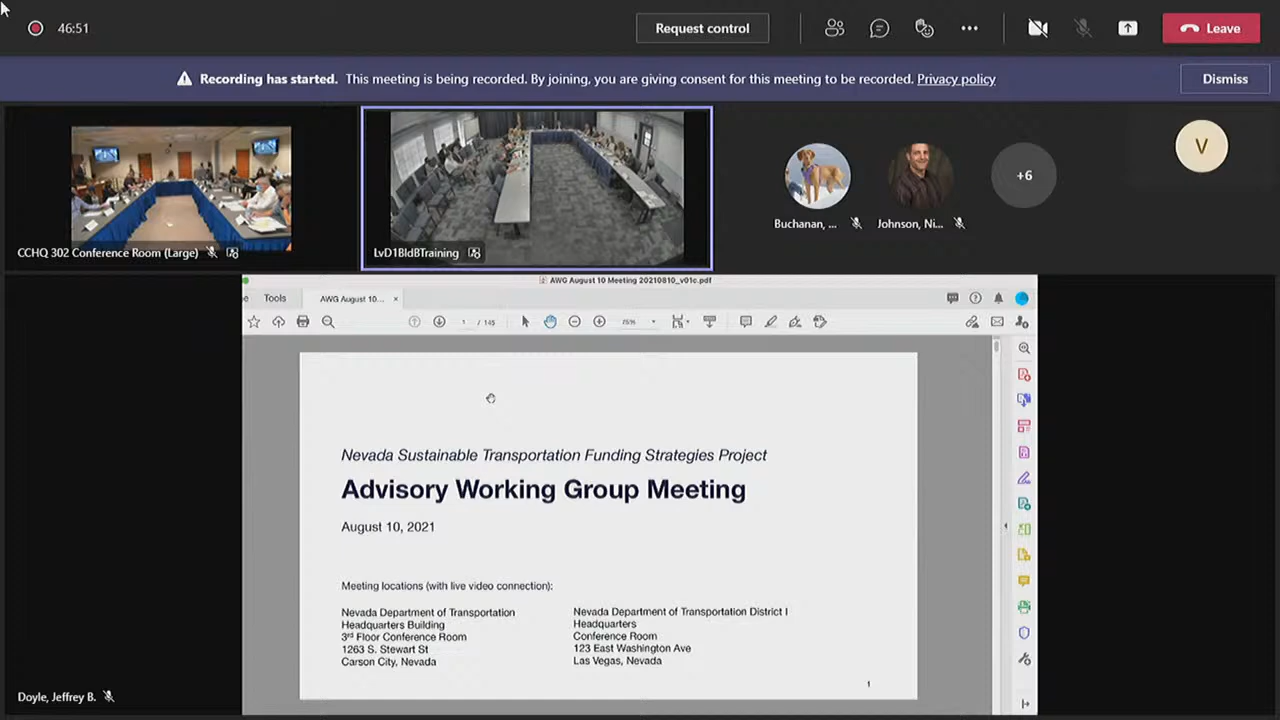 46:51
Request control
Leave
Recording has started. This meeting is being recorded. By joining, you are giving consent for this meeting to be recorded. Privacy policy
Dismiss
V
+6
Buchanan, ...
Johnson, Ni...
CCHQ 302 Conference Room (Large)
LvD1BldBTraining
AWG August 10 Meeting 20210810_v01c.pdf
e
Tools
AWG August 10... ×
1 / 145
75%
Nevada Sustainable Transportation Funding Strategies Project
Advisory Working Group Meeting
August 10, 2021
Meeting locations (with live video connection):
Nevada Department of Transportation
Headquarters Building
3rd Floor Conference Room
1263 S. Stewart St
Carson City, Nevada
Nevada Department of Transportation District I
Headquarters
Conference Room
123 East Washington Ave
Las Vegas, Nevada
1
Doyle, Jeffrey B.